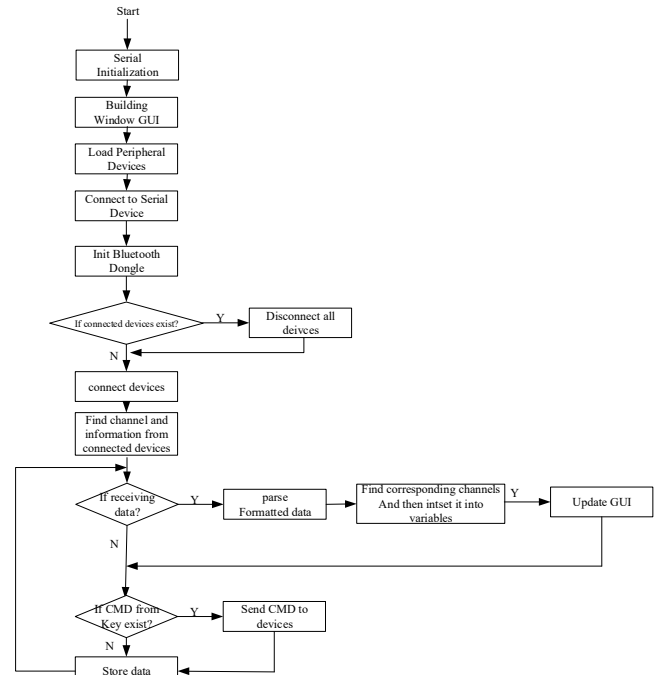 Start
Serial
Initialization
Building
Window GUI
Load Peripheral
Devices
Connect to Serial
Device
Init Bluetooth
Dongle
If connected devices exist?
Y
Disconnect all
deivces
N
connect devices
Find channel and
information from
connected devices
If receiving
data?
Y
parse
Formatted data
Find corresponding channels
And then intset it into
variables
Y
Update GUI
N
If CMD from
Key exist?
Y
Send CMD to
devices
N
Store data